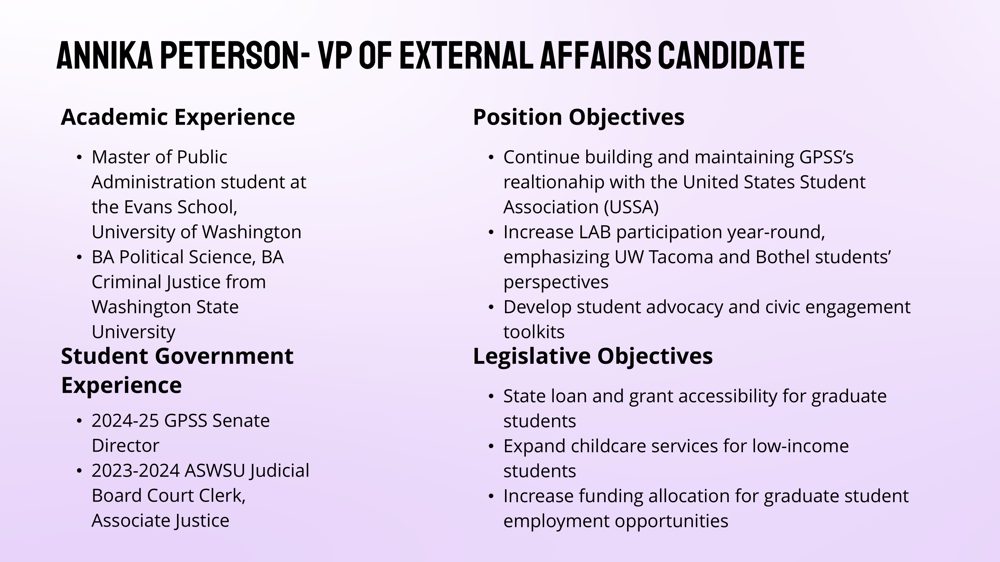 ANNIKA PETERSON- VP OF EXTERNAL AFFAIRS CANDIDATE
Academic Experience
• Master of Public
Administration student at
the Evans School,
University of Washington
• BA Political Science, BA
Criminal Justice from
Washington State
University
Student Government
Experience
• 2024-25 GPSS Senate
Director
• 2023-2024 ASWSU Judicial
Board Court Clerk,
Associate Justice
Position Objectives
• Continue building and maintaining GPSS’s
realtionahip with the United States Student
Association (USSA)
• Increase LAB participation year-round,
emphasizing UW Tacoma and Bothel students’
perspectives
• Develop student advocacy and civic engagement
toolkits
Legislative Objectives
• State loan and grant accessibility for graduate
students
• Expand childcare services for low-income
students
• Increase funding allocation for graduate student
employment opportunities